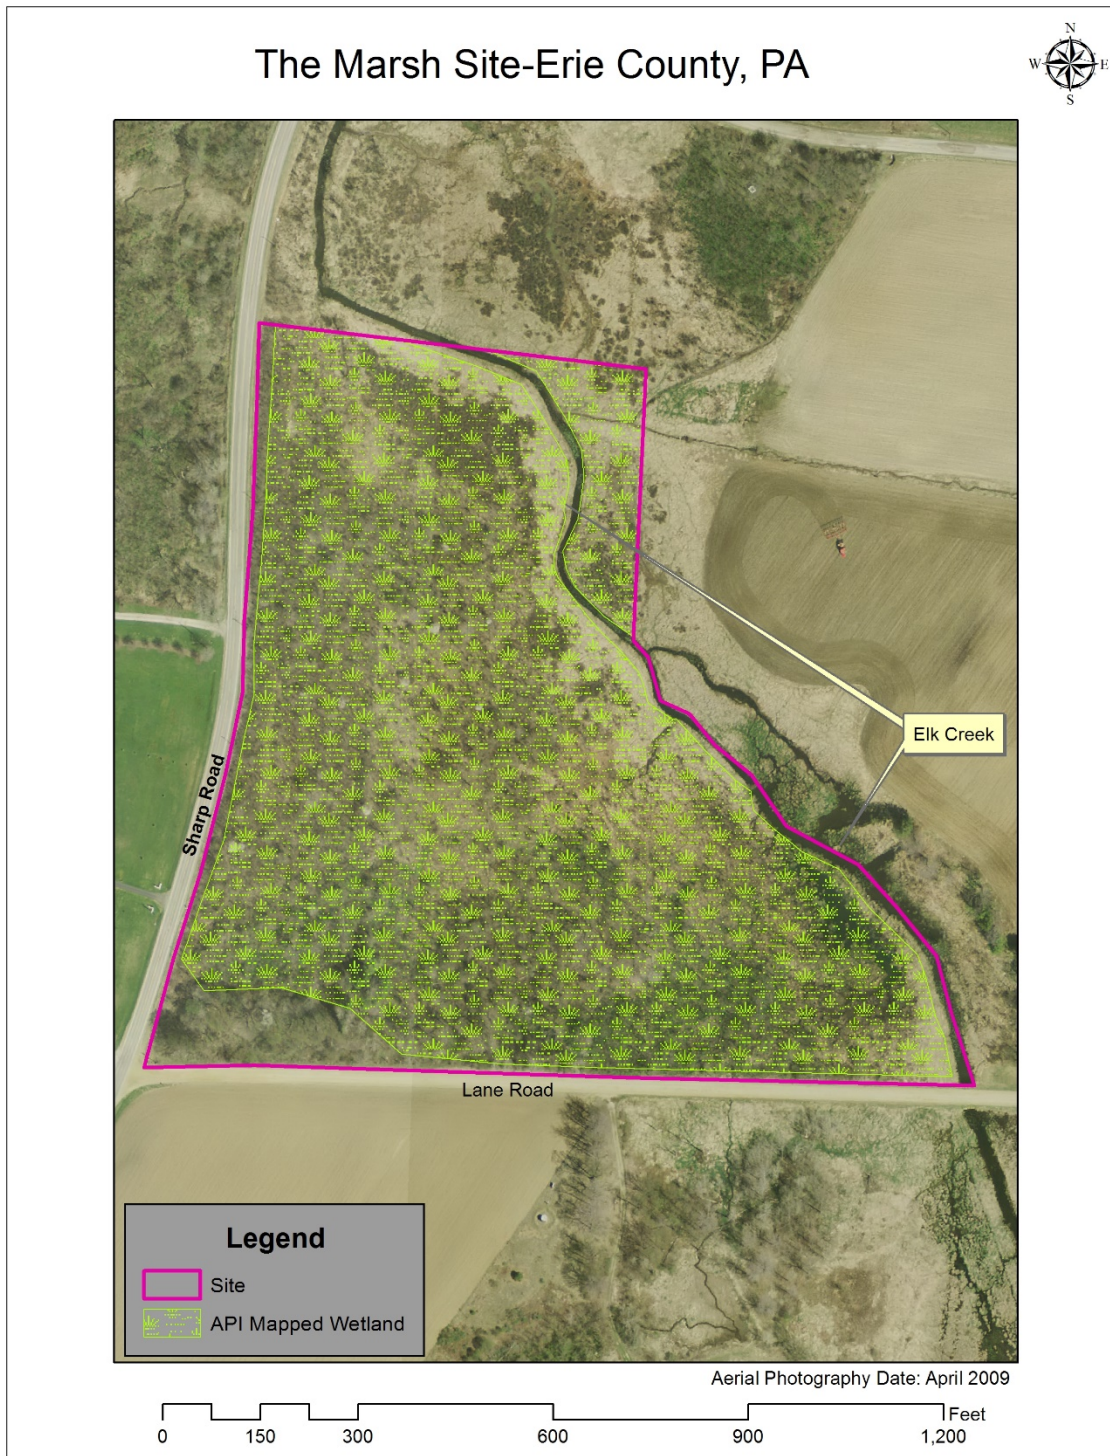 The Marsh Site-Erie County, PA
N
W E
S
Elk Creek
Sharp Road
Lane Road
Legend
Site
API Mapped Wetland
Aerial Photography Date: April 2009
Feet
0 150 300 600 900 1,200